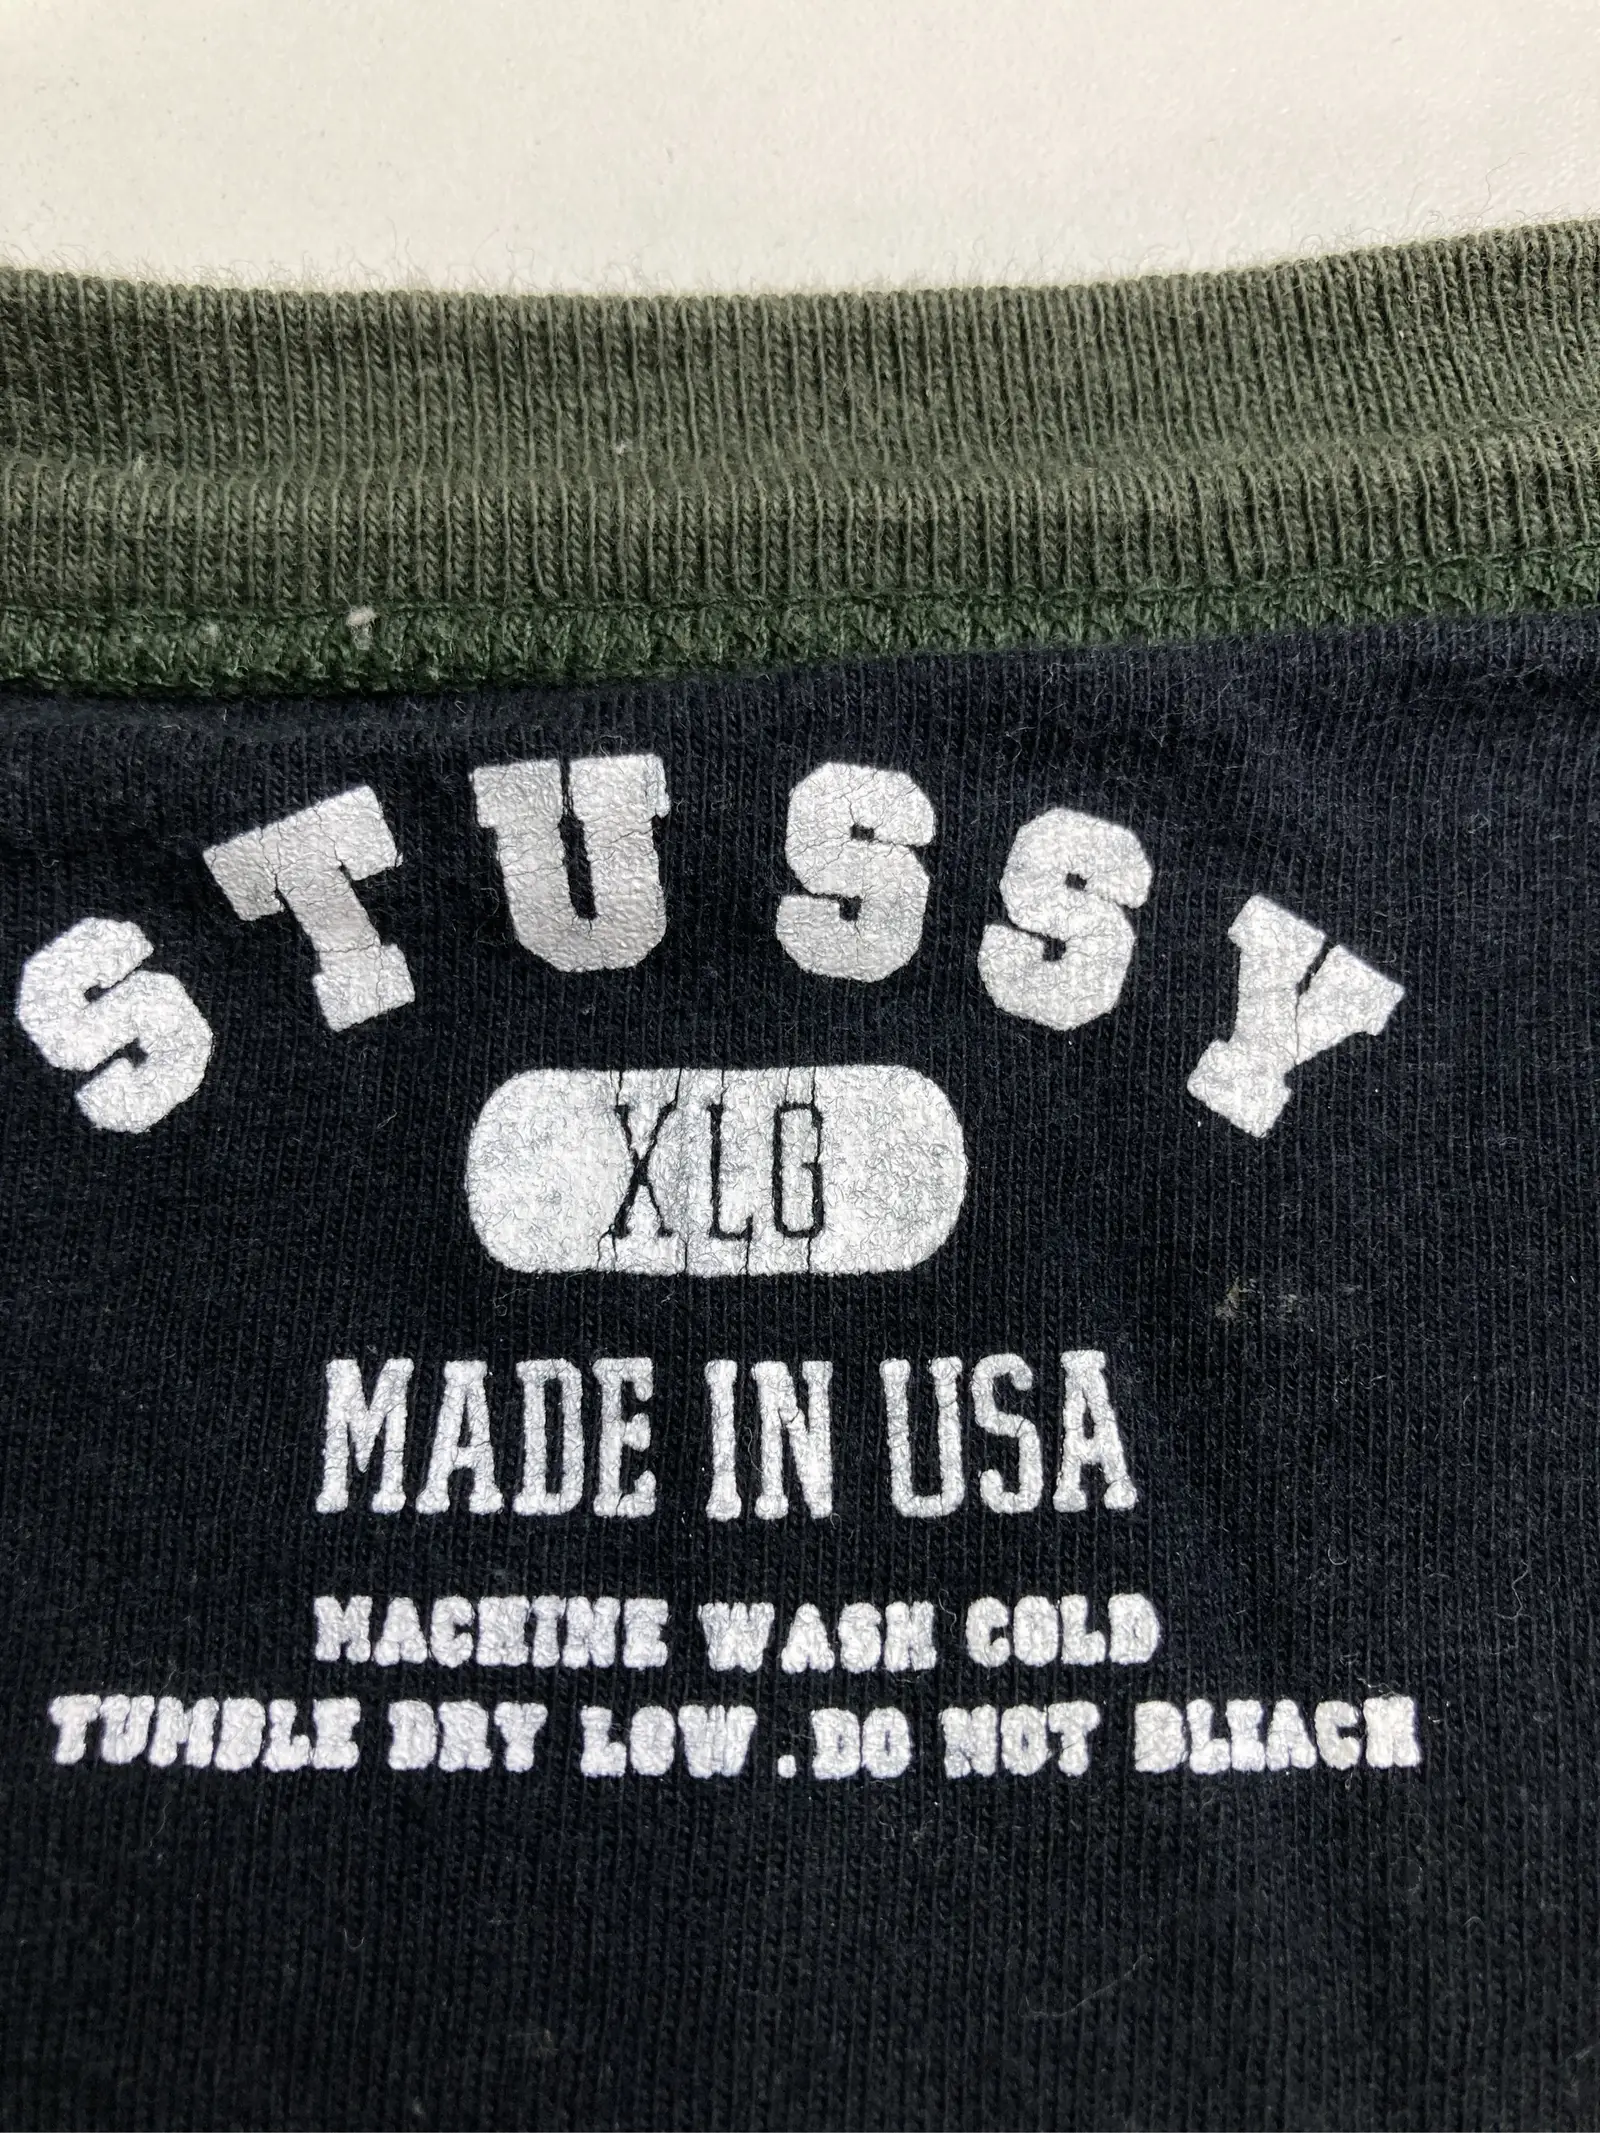 STUSSY
XLG
MADE IN USA
MACHINE WASH COLD
TUMBLE DRY LOW.DO NOT BLEACH